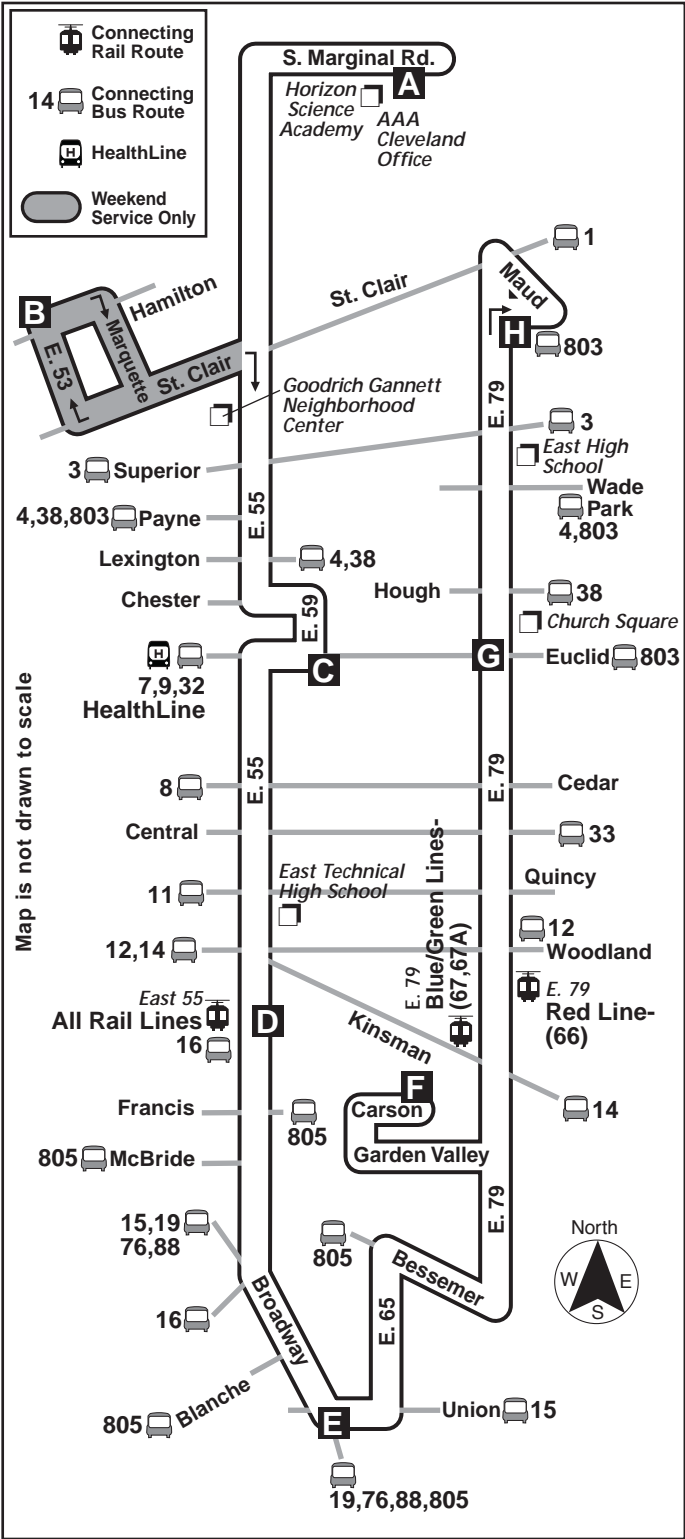 Connecting
Rail Route
14 Connecting
Bus Route
H HealthLine
Weekend
Service Only
S. Marginal Rd.
A
Horizon
Science
Academy
AAA
Cleveland
Office
1
Maud
St. Clair
B
Hamilton
Marquette
E. 53
St. Clair
H
803
E. 79
Goodrich Gannett
Neighborhood
Center
3
East High
School
3 Superior
Wade
Park
4,803
4,38,803 Payne
E. 55
Lexington
4,38
Chester
Hough
38
E. 59
Church Square
H
7,9,32
HealthLine
C
G
Euclid 803
Map is not drawn to scale
E. 55
E. 79
8
Cedar
Central
33
East Technical
High School
11
Quincy
12,14
12
Woodland
E. 79
Blue/Green Lines-
(67,67A)
East 55
All Rail Lines
16
D
E. 79
Red Line-
(66)
Kinsman
F
Carson
14
Francis
805
805 McBride
Garden Valley
E. 79
15,19
76,88
805
Bessemer
North
W E
S
16
Broadway
E. 65
805 Blanche
E
Union 15
19,76,88,805